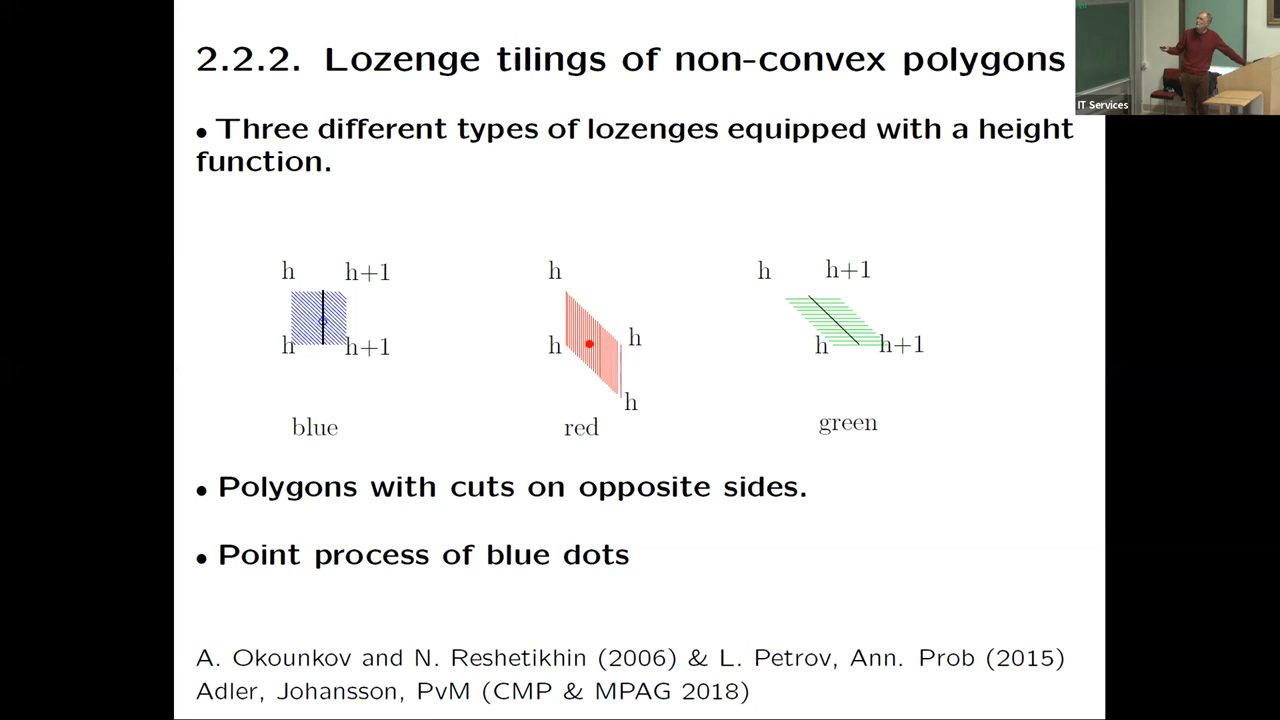 2.2.2. Lozenge tilings of non-convex polygons
IT Services
• Three different types of lozenges equipped with a height
function.
h h+1 h h h+1
h h+1 h h h h+1
h
blue red green
• Polygons with cuts on opposite sides.
• Point process of blue dots
A. Okounkov and N. Reshetikhin (2006) & L. Petrov, Ann. Prob (2015)
Adler, Johansson, PvM (CMP & MPAG 2018)